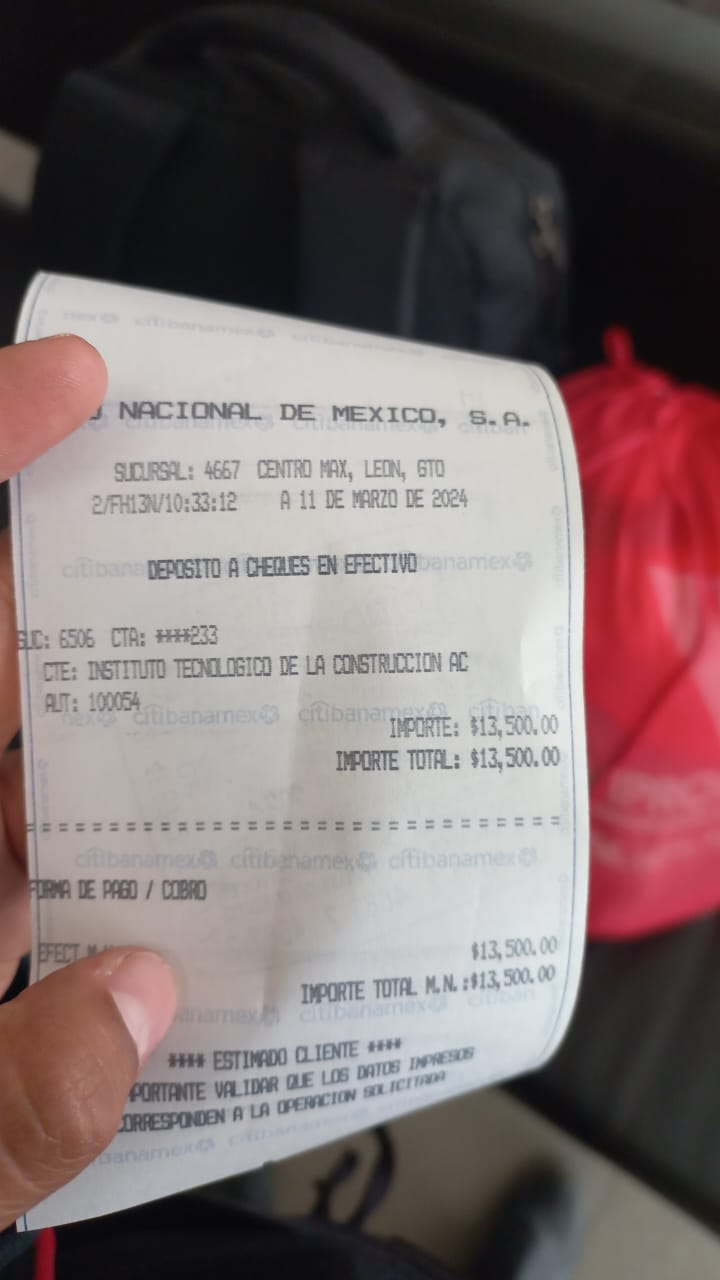 NACIONAL DE MEXICO, S.A.
SUCURSAL: 4667 CENTRO MAX, LEON, GTO
2/FH13N/10:33:12 A 11 DE MARZO DE 2024
DEPOSITO A CHEQUES EN EFECTIVO
SUC: 6506 CTA: ****233
CTE: INSTITUTO TECNOLOGICO DE LA CONSTRUCCION AC
AUT: 100054
IMPORTE: $13,500.00
IMPORTE TOTAL: $13,500.00
FORMA DE PAGO / COBRO
EFECT $13,500.00
IMPORTE TOTAL M.N.:$13,500.00
**** ESTIMADO CLIENTE ****
PORTANTE VALIDAR QUE LOS DATOS IMPRESOS
CORRESPONDEN A LA OPERACION SOLICITADA